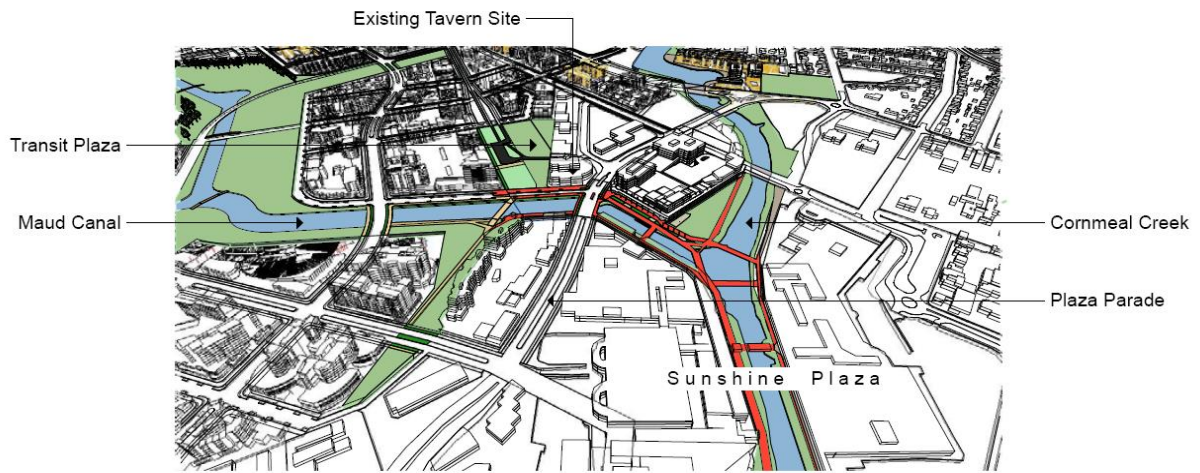 Existing Tavern Site
Transit Plaza
Maud Canal
Cornmeal Creek
Plaza Parade
Sunshine Plaza